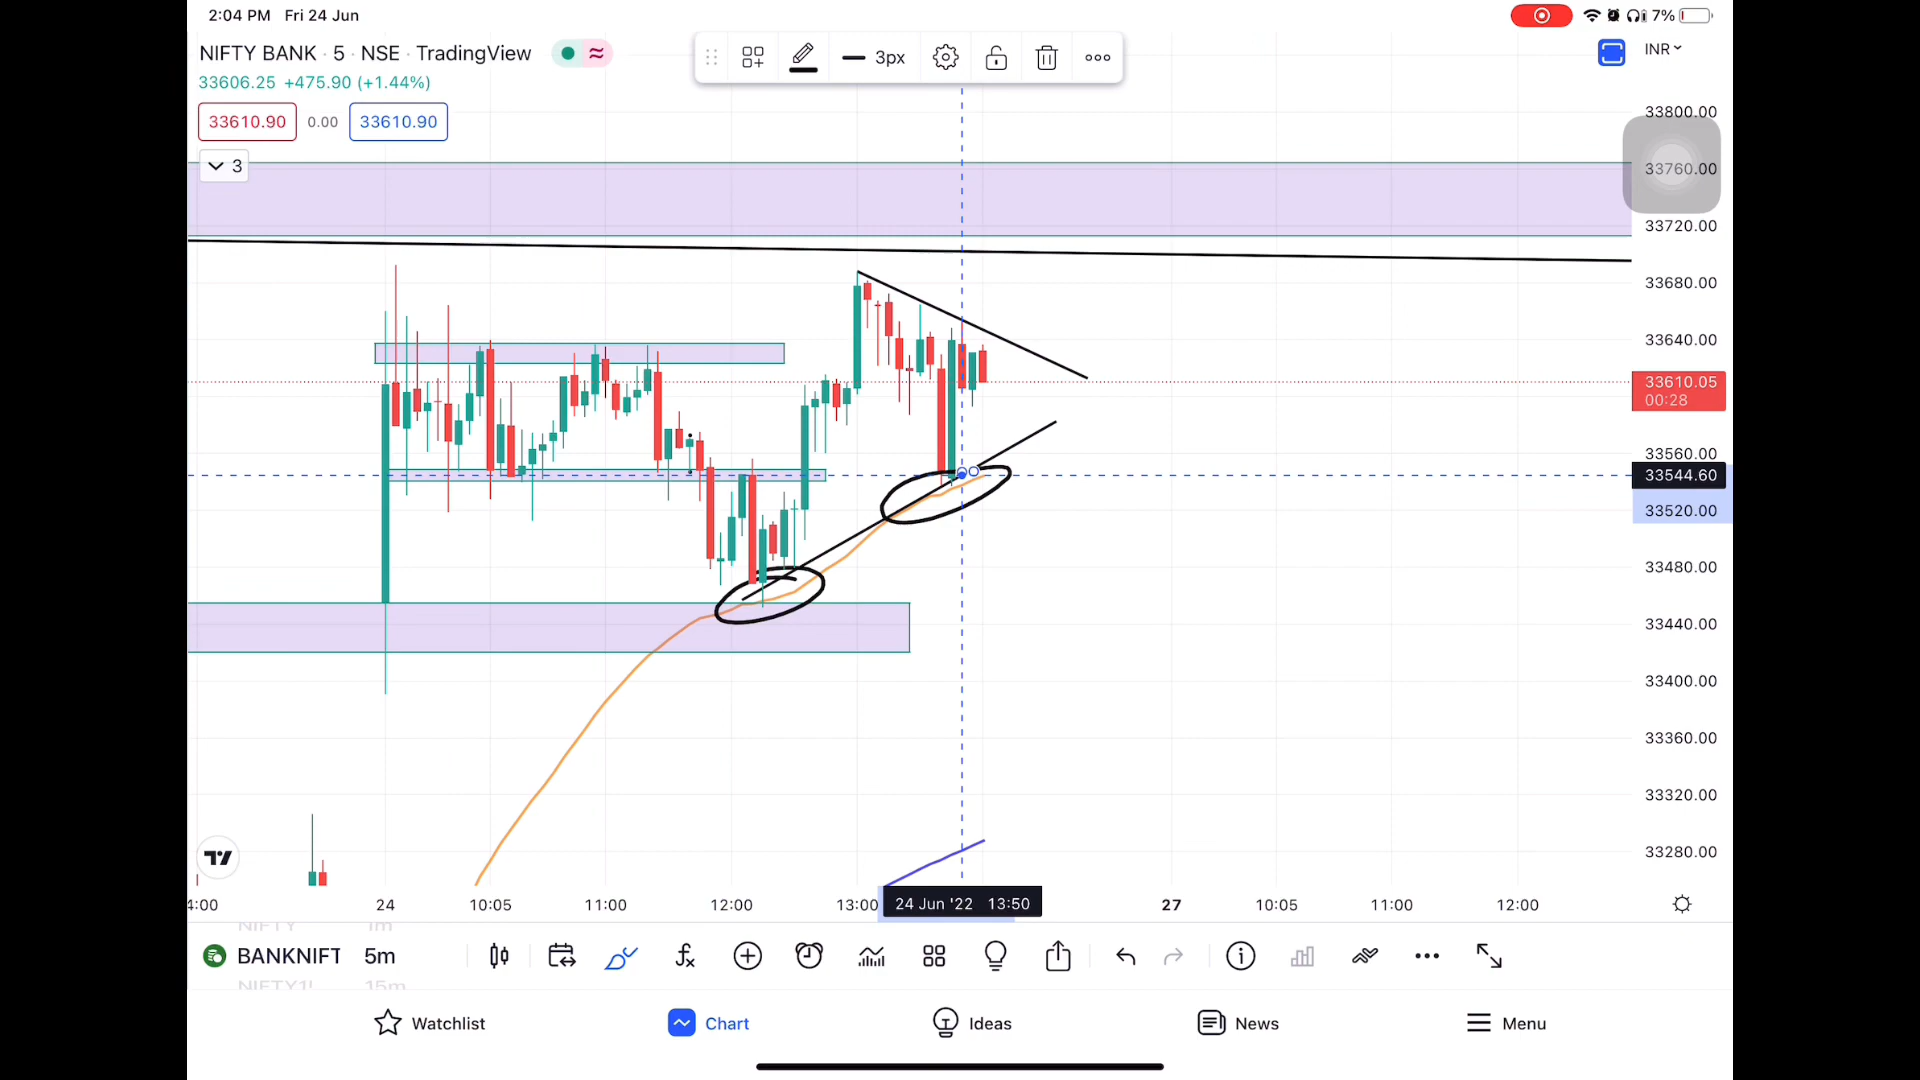 2:04 PM Fri 24 Jun
7%
NIFTY BANK · 5 · NSE · TradingView
INR
33606.25 +475.90 (+1.44%)
33610.90 0.00 33610.90
3
3px
33800.00
33760.00
33720.00
33680.00
33640.00
33610.05
00:28
33560.00
33544.60
33520.00
33480.00
33440.00
33400.00
33360.00
33320.00
33280.00
4:00 24 10:05 11:00 12:00 13:00 24 Jun '22 13:50 27 10:05 11:00 12:00
NIFTY 1m
BANKNIFT 5m
NIFTY1! 15m
Watchlist Chart Ideas News Menu